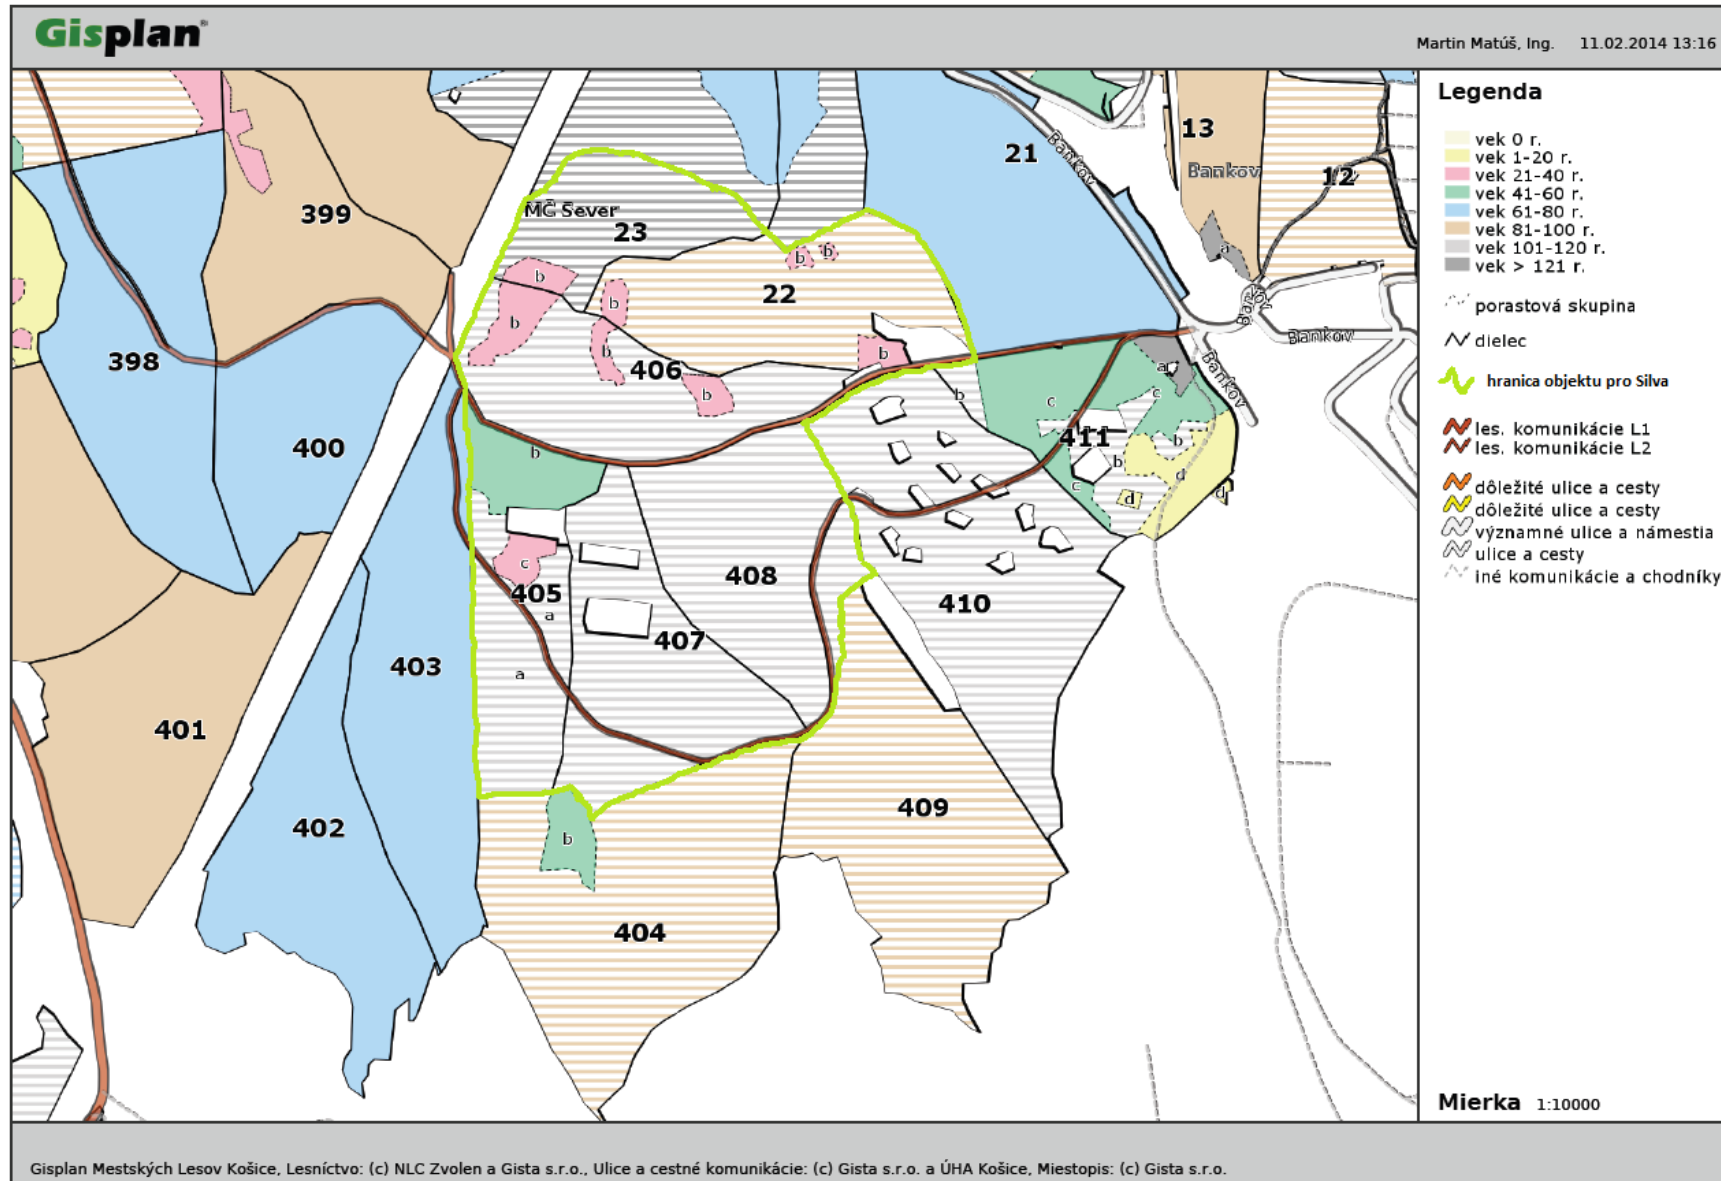 Gisplan®
Martin Matúš, Ing. 11.02.2014 13:16
Legenda
vek 0 r.
vek 1-20 r.
vek 21-40 r.
vek 41-60 r.
vek 61-80 r.
vek 81-100 r.
vek 101-120 r.
vek > 121 r.
porastová skupina
dielec
hranica objektu pro Silva
les. komunikácie L1
les. komunikácie L2
dôležité ulice a cesty
dôležité ulice a cesty
významné ulice a námestia
ulice a cesty
iné komunikácie a chodníky
Mierka 1:10000
13
21
Bankov
Bankov
12
399
MČ Sever
23
a
b
b
b
22
b
b
Bankov
Bankov
398
b
b
406
b
b
b
a
Bankov
c
c
400
b
411
b
b
c
d
d
d
c
408
405
a
410
407
403
a
401
402
409
b
404
Gisplan Mestských Lesov Košice, Lesníctvo: (c) NLC Zvolen a Gista s.r.o., Ulice a cestné komunikácie: (c) Gista s.r.o. a ÚHA Košice, Miestopis: (c) Gista s.r.o.